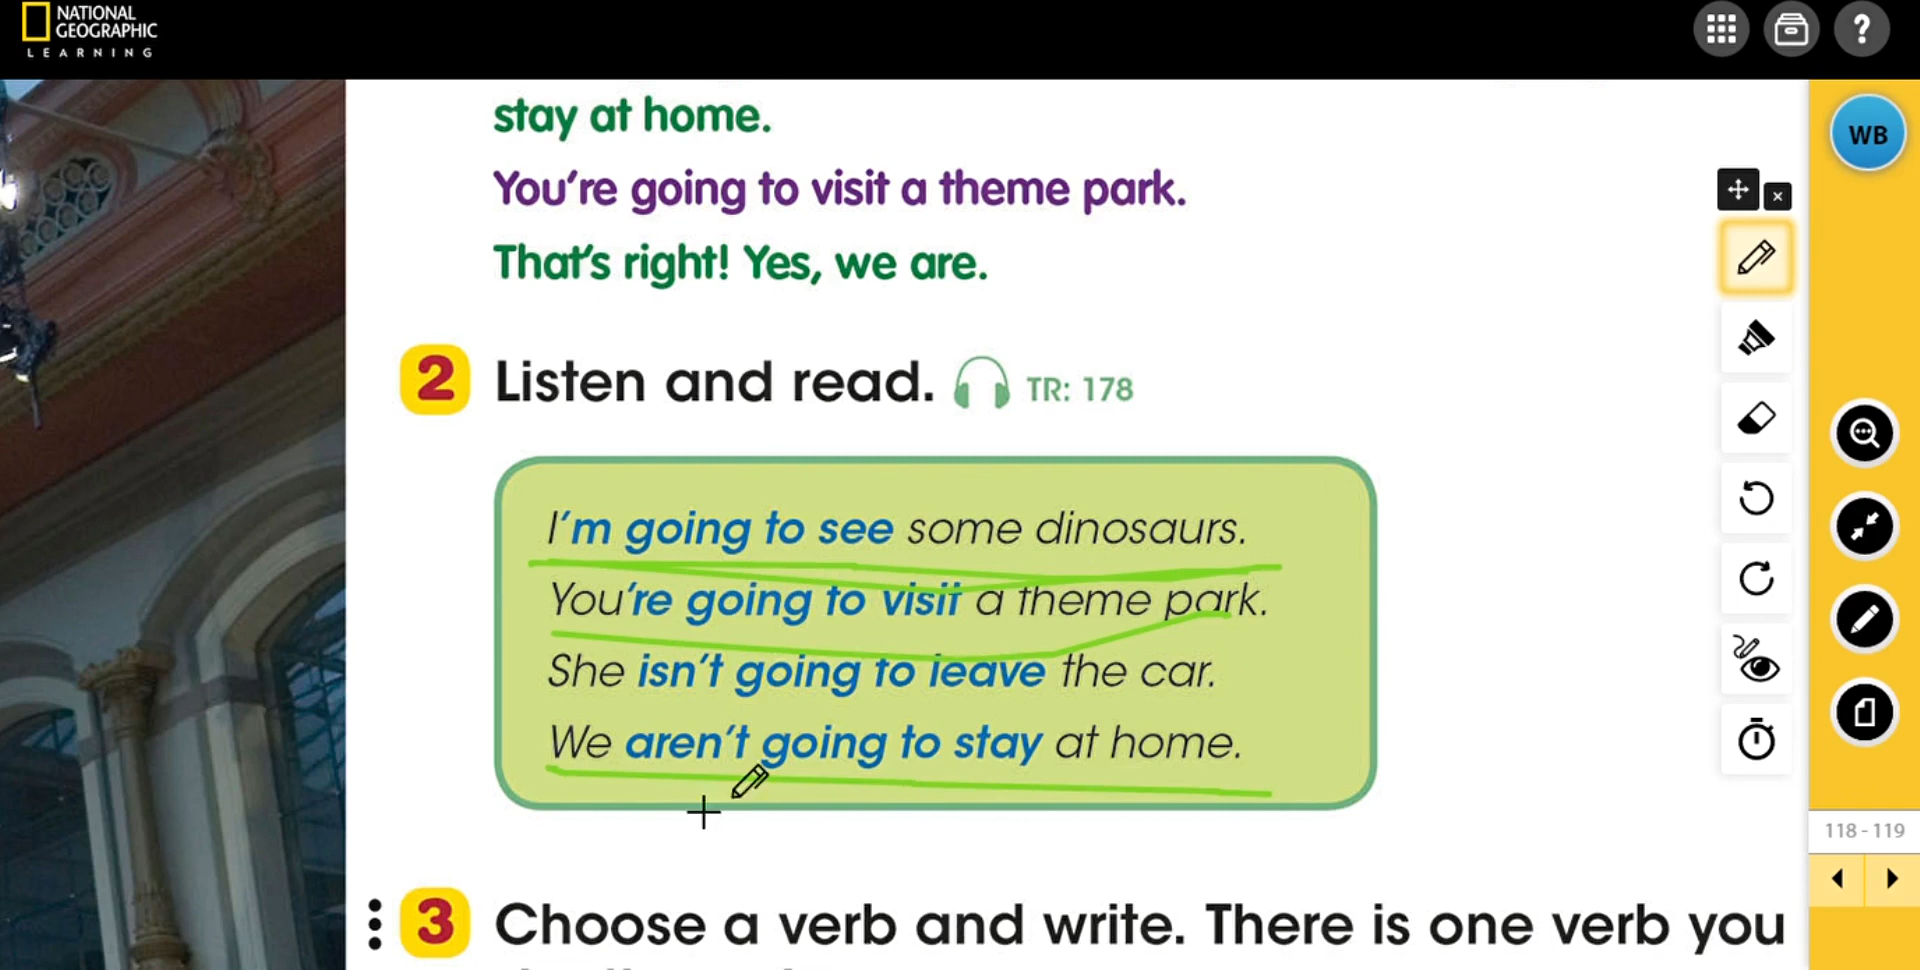 NATIONAL
GEOGRAPHIC
LEARNING
stay at home.
You're going to visit a theme park.
That's right! Yes, we are.
2 Listen and read. TR: 178
I'm going to see some dinosaurs.
You're going to visit a theme park.
She isn't going to leave the car.
We aren't going to stay at home.
3 Choose a verb and write. There is one verb you
WB
118 - 119